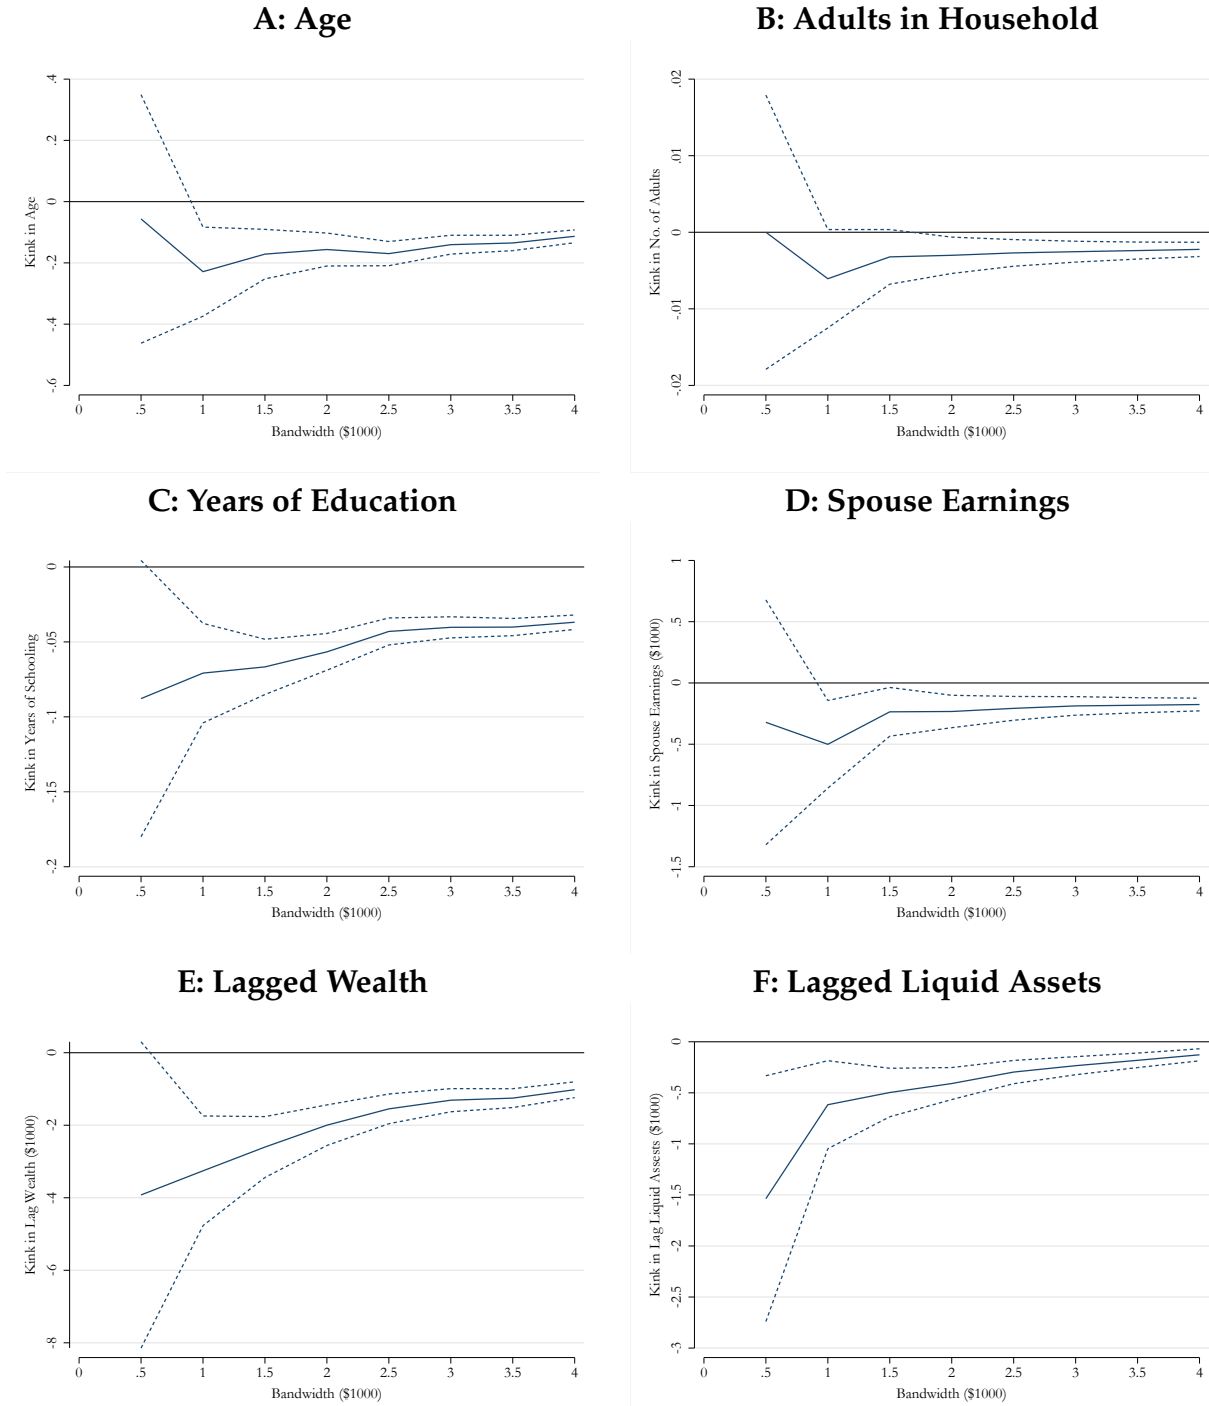 A: Age
Kink in Age
.4
.2
0
-.2
-.4
-.6
0 .5 1 1.5 2 2.5 3 3.5 4
Bandwidth ($1000)
B: Adults in Household
Kink in No. of Adults
.02
.01
0
-.01
-.02
0 .5 1 1.5 2 2.5 3 3.5 4
Bandwidth ($1000)
C: Years of Education
Kink in Years of Schooling
0
-.05
-.1
-.15
-.2
0 .5 1 1.5 2 2.5 3 3.5 4
Bandwidth ($1000)
D: Spouse Earnings
Kink in Spouse Earnings ($1000)
1
.5
0
-.5
-1
-1.5
0 .5 1 1.5 2 2.5 3 3.5 4
Bandwidth ($1000)
E: Lagged Wealth
Kink in Lag Wealth ($1000)
0
-2
-4
-6
-8
0 .5 1 1.5 2 2.5 3 3.5 4
Bandwidth ($1000)
F: Lagged Liquid Assets
Kink in Lag Liquid Assests ($1000)
0
-.5
-1
-1.5
-2
-2.5
-3
0 .5 1 1.5 2 2.5 3 3.5 4
Bandwidth ($1000)